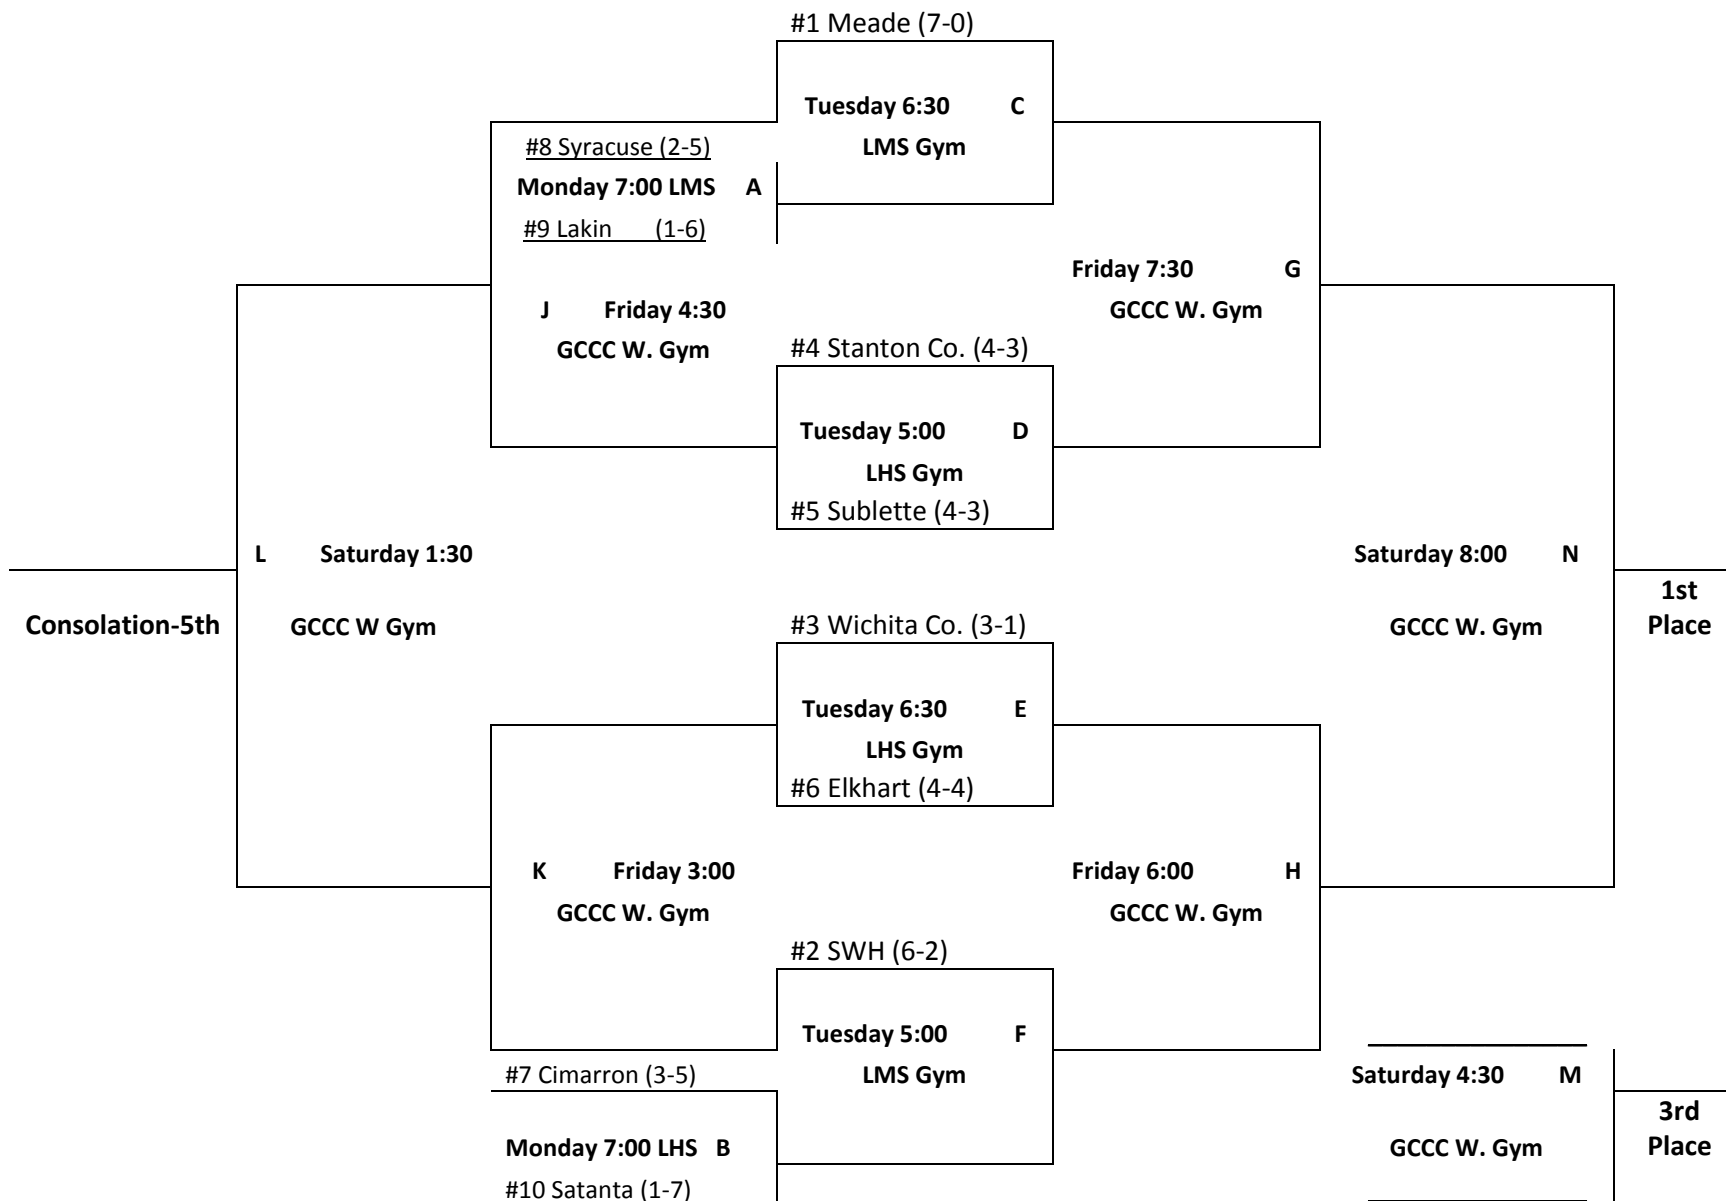 #1 Meade (7-0)
Tuesday 6:30 C
#8 Syracuse (2-5)
LMS Gym
Monday 7:00 LMS A
#9 Lakin (1-6)
Friday 7:30 G
J Friday 4:30
GCCC W. Gym
GCCC W. Gym
#4 Stanton Co. (4-3)
Tuesday 5:00 D
LHS Gym
#5 Sublette (4-3)
L Saturday 1:30
Saturday 8:00 N
1st
Place
Consolation-5th
GCCC W Gym
#3 Wichita Co. (3-1)
GCCC W. Gym
Tuesday 6:30 E
LHS Gym
#6 Elkhart (4-4)
K Friday 3:00
Friday 6:00 H
GCCC W. Gym
GCCC W. Gym
#2 SWH (6-2)
Tuesday 5:00 F
#7 Cimarron (3-5)
LMS Gym
Saturday 4:30 M
3rd
Place
Monday 7:00 LHS B
GCCC W. Gym
#10 Satanta (1-7)